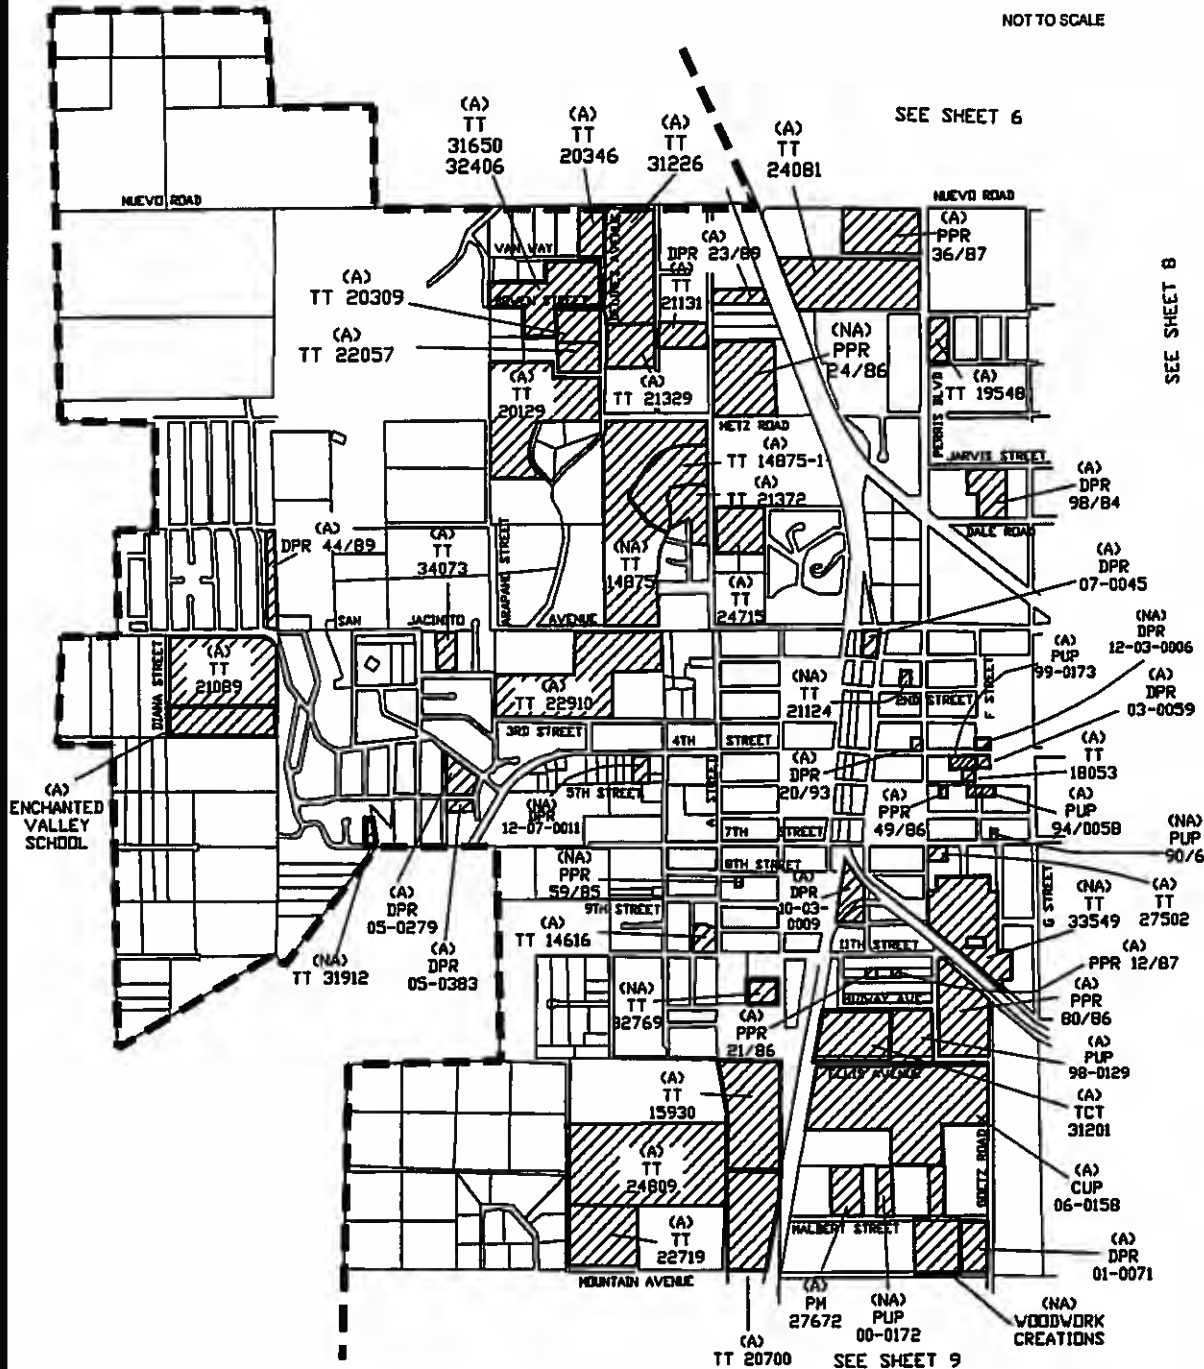 NOT TO SCALE
SEE SHEET 6
SEE SHEET 8
(A)
TT
31650
32406
(A)
TT
20346
(A)
TT
31226
(A)
TT
24081
NUEVO ROAD
NUEVO ROAD
(A)
PPR
36/87
VAN WAY
(A)
DPR 23/89
(A)
TT
21131
(A)
TT 20309
(A)
TT 22057
(NA)
PPR
24/86
(A)
TT 19548
PERRIS BLVD
(A)
TT
20129
(A)
TT 21329
METZ ROAD
JARVIS STREET
(A)
TT 14875-1
(A)
TT 21372
(A)
DPR
98/84
DALE ROAD
(A)
DPR 44/89
(A)
TT
34073
ARAPAHO STREET
(NA)
TT
14875
(A)
TT
24715
(A)
DPR
07-0045
SAN JACINTO AVENUE
(NA)
DPR
12-03-0006
(A)
PUP
99-0173
(A)
TT
21089
DIANA STREET
(A)
TT 22910
(NA)
TT
21124
2ND STREET
F STREET
(A)
DPR
03-0059
3RD STREET
4TH STREET
(A)
TT
18053
(A)
ENCHANTED
VALLEY
SCHOOL
5TH STREET
A STREET
(A)
DPR
20/93
(A)
PPR
49/86
(A)
PUP
94/0058
(NA)
DPR
12-07-0011
7TH STREET
(NA)
PUP
90/6
G STREET
8TH STREET
(NA)
PPR
59/85
(A)
DPR
10-03-
0009
(A)
DPR
05-0279
(NA)
TT
33549
(A)
TT
27502
9TH STREET
(A)
TT 14616
11TH STREET
(NA)
TT 31912
(A)
DPR
05-0383
(A)
PPR 12/87
(NA)
TT
32769
MIDWAY AVE
(A)
PPR
21/86
(A)
PPR
80/86
(A)
PUP
98-0129
ELLIS AVENUE
(A)
TT
15930
(A)
TCT
31201
(A)
TT
24809
GOETZ ROAD
(A)
CUP
06-0158
(A)
TT
22719
MALBERT STREET
(A)
DPR
01-0071
MOUNTAIN AVENUE
(A)
PM
27672
(NA)
PUP
00-0172
(NA)
WOODWORK
CREATIONS
(A)
TT 20700
SEE SHEET 9